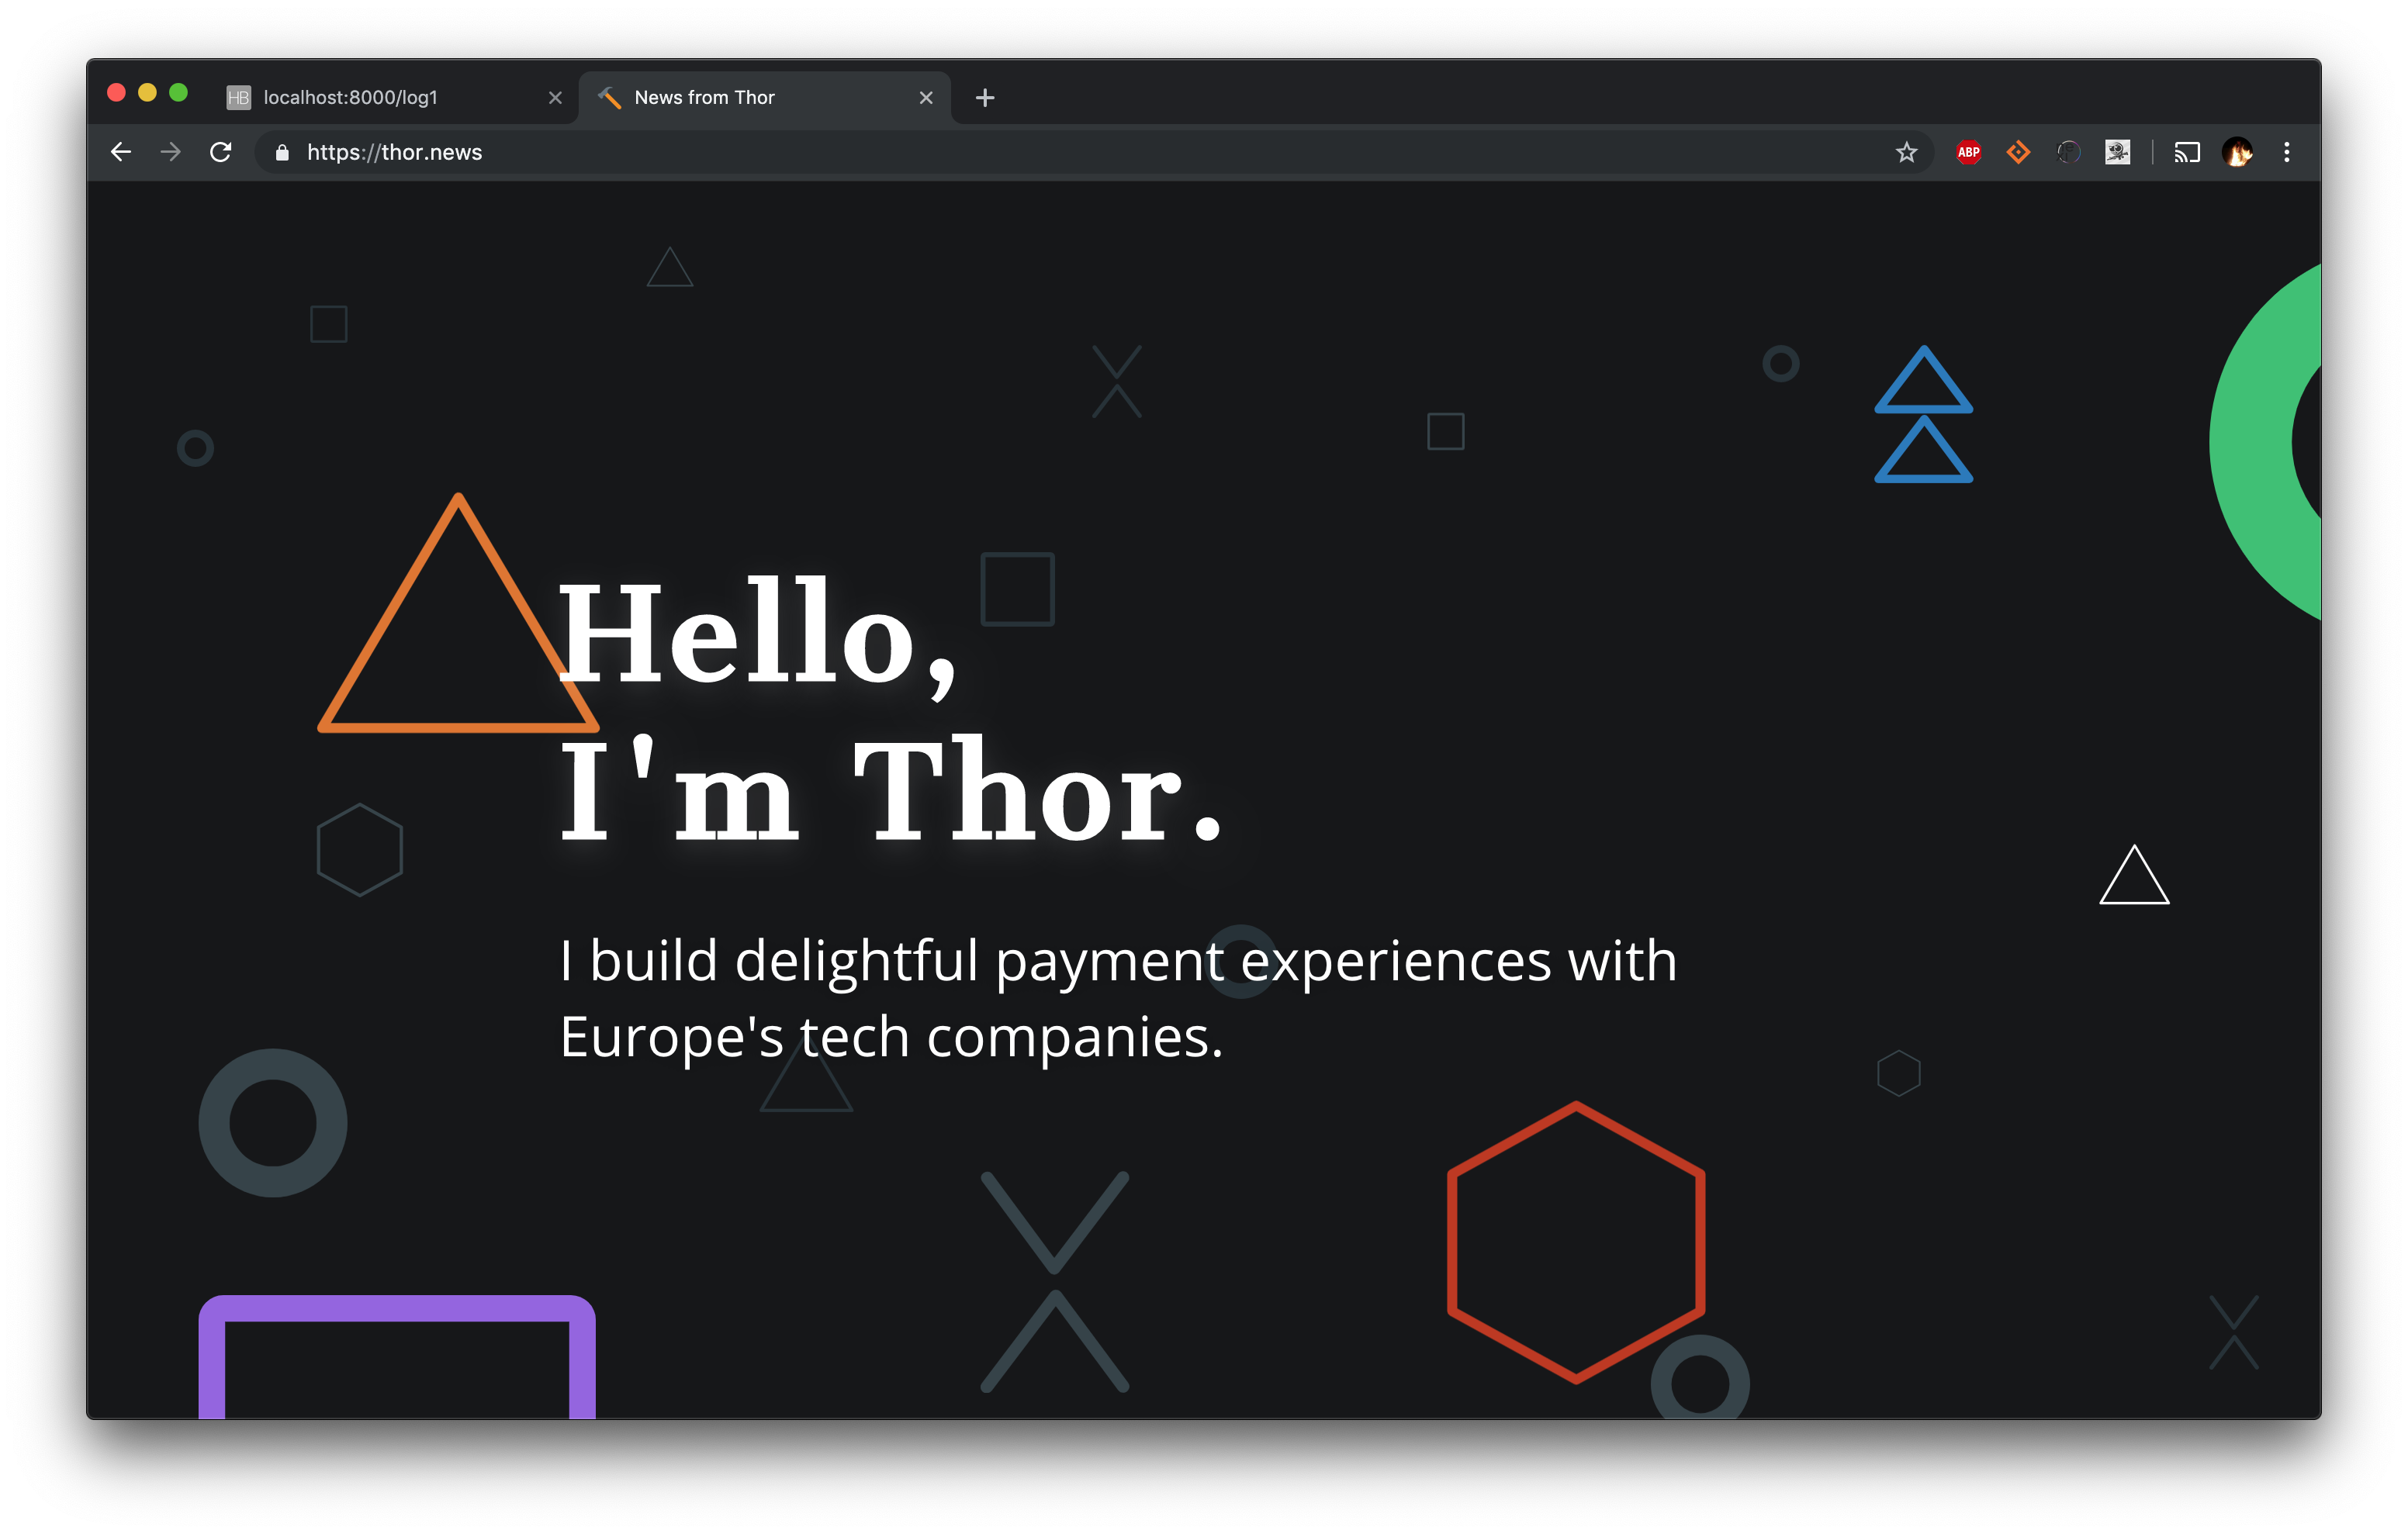 HB localhost:8000/log1
News from Thor
https://thor.news
ABP
Hello,
I'm Thor.
I build delightful payment experiences with
Europe's tech companies.